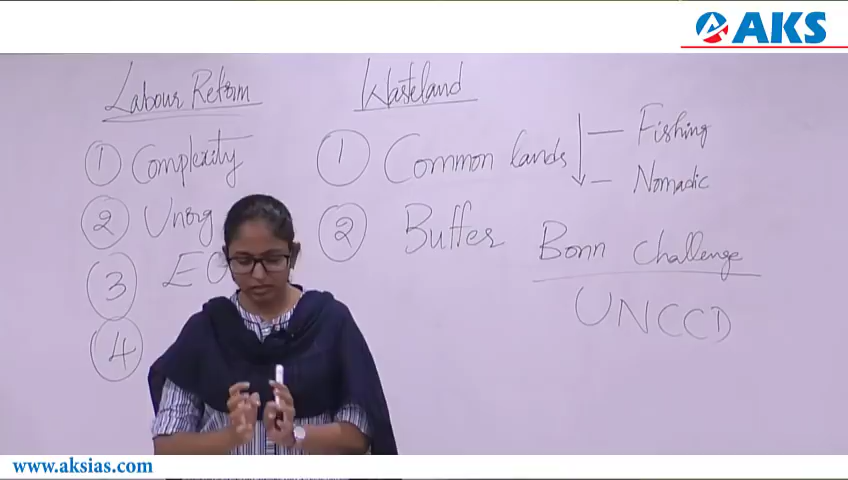 AKS
Labour Reform
1 Complexity
2 Unorg
3
4
Wasteland
1 Common lands
Fishing
Nomadic
2 Buffer
Bonn Challenge
UNCCD
www.aksias.com